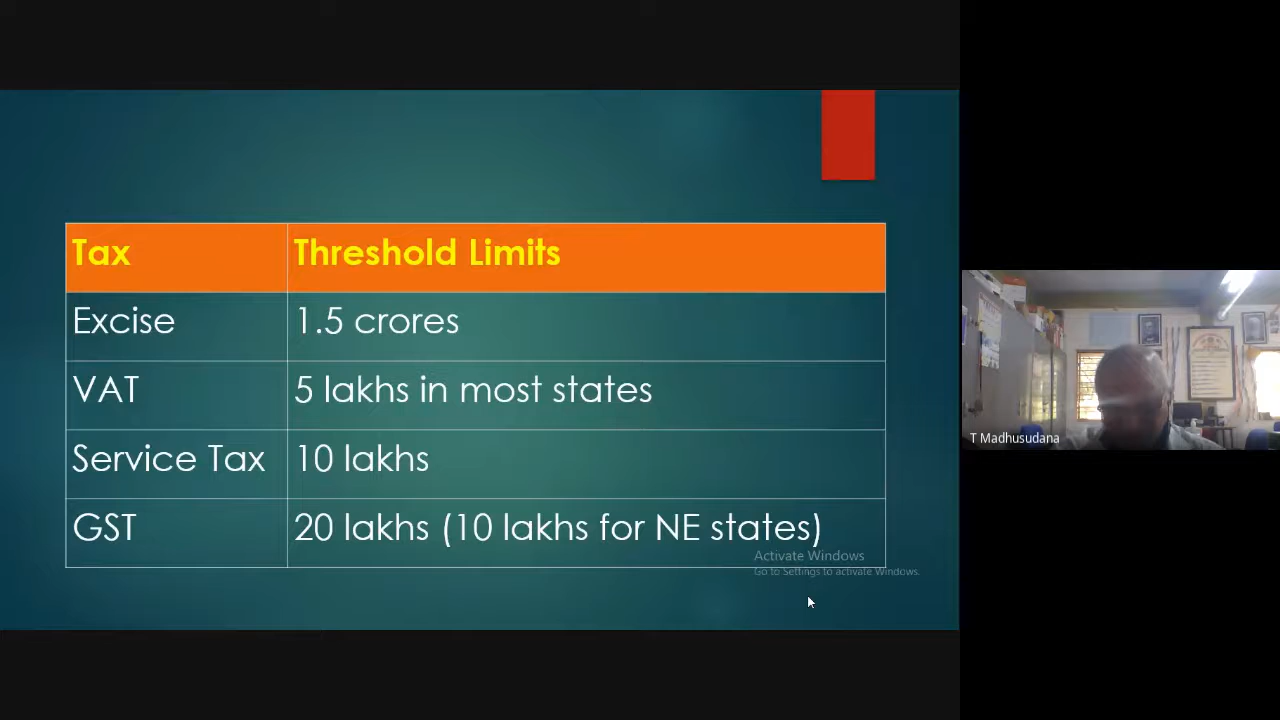 Tax Threshold Limits
Excise 1.5 crores
VAT 5 lakhs in most states
Service Tax 10 lakhs
GST 20 lakhs (10 lakhs for NE states)
Activate Windows
Go to Settings to activate Windows.
T Madhusudana